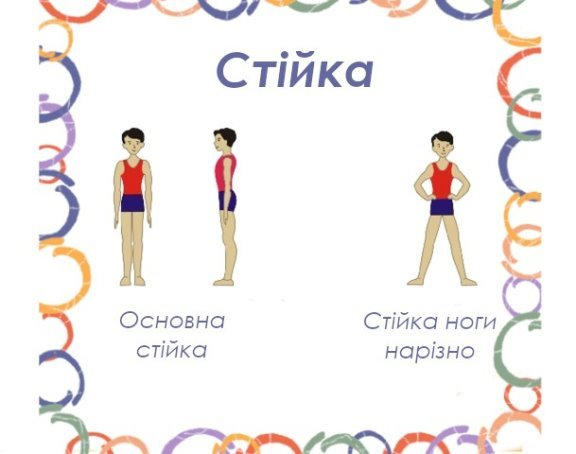 Стійка
Основна
стійка
Стійка ноги
нарізно